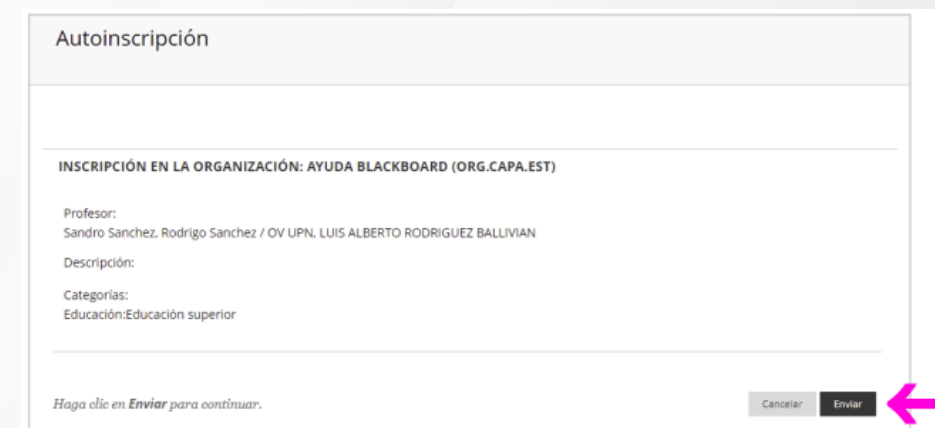 Autoinscripción
INSCRIPCIÓN EN LA ORGANIZACIÓN: AYUDA BLACKBOARD (ORG.CAPA.EST)
Profesor:
Sandro Sanchez, Rodrigo Sanchez / OV UPN, LUIS ALBERTO RODRIGUEZ BALLIVIAN
Descripción:
Categorías:
Educación:Educación superior
Haga clic en Enviar para continuar.
Cancelar Enviar